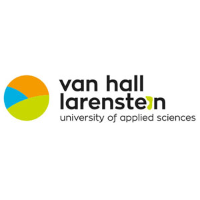 van hall
larenstein
university of applied sciences